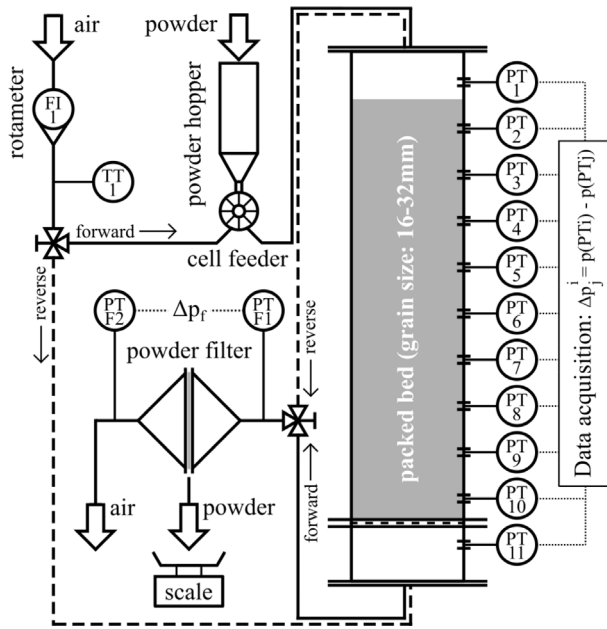 air
powder
rotameter
FI
1
TT
1
powder hopper
forward
cell feeder
reverse
PT
F2
Δp_f
PT
F1
powder filter
reverse
forward
air
powder
scale
packed bed (grain size: 16-32mm)
PT
1
PT
2
PT
3
PT
4
PT
5
PT
6
PT
7
PT
8
PT
9
PT
10
PT
11
Data acquisition: Δp^i_j = p(PTi) - p(PTj)